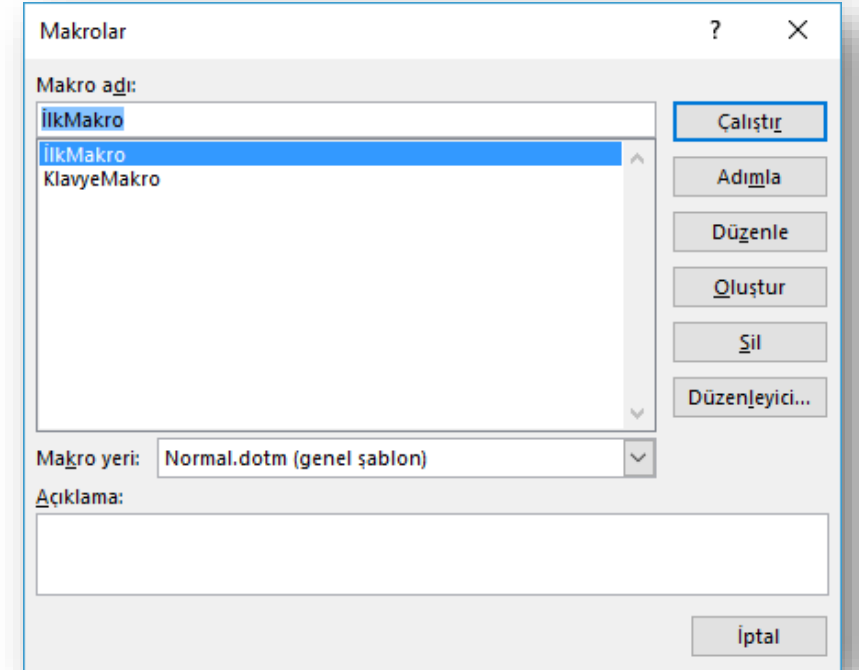 Makrolar ?
Makro adı:
İlkMakro
Çalıştır
İlkMakro
KlavyeMakro
Adımla
Düzenle
Oluştur
Sil
Düzenleyici...
Makro yeri: Normal.dotm (genel şablon)
Açıklama:
İptal